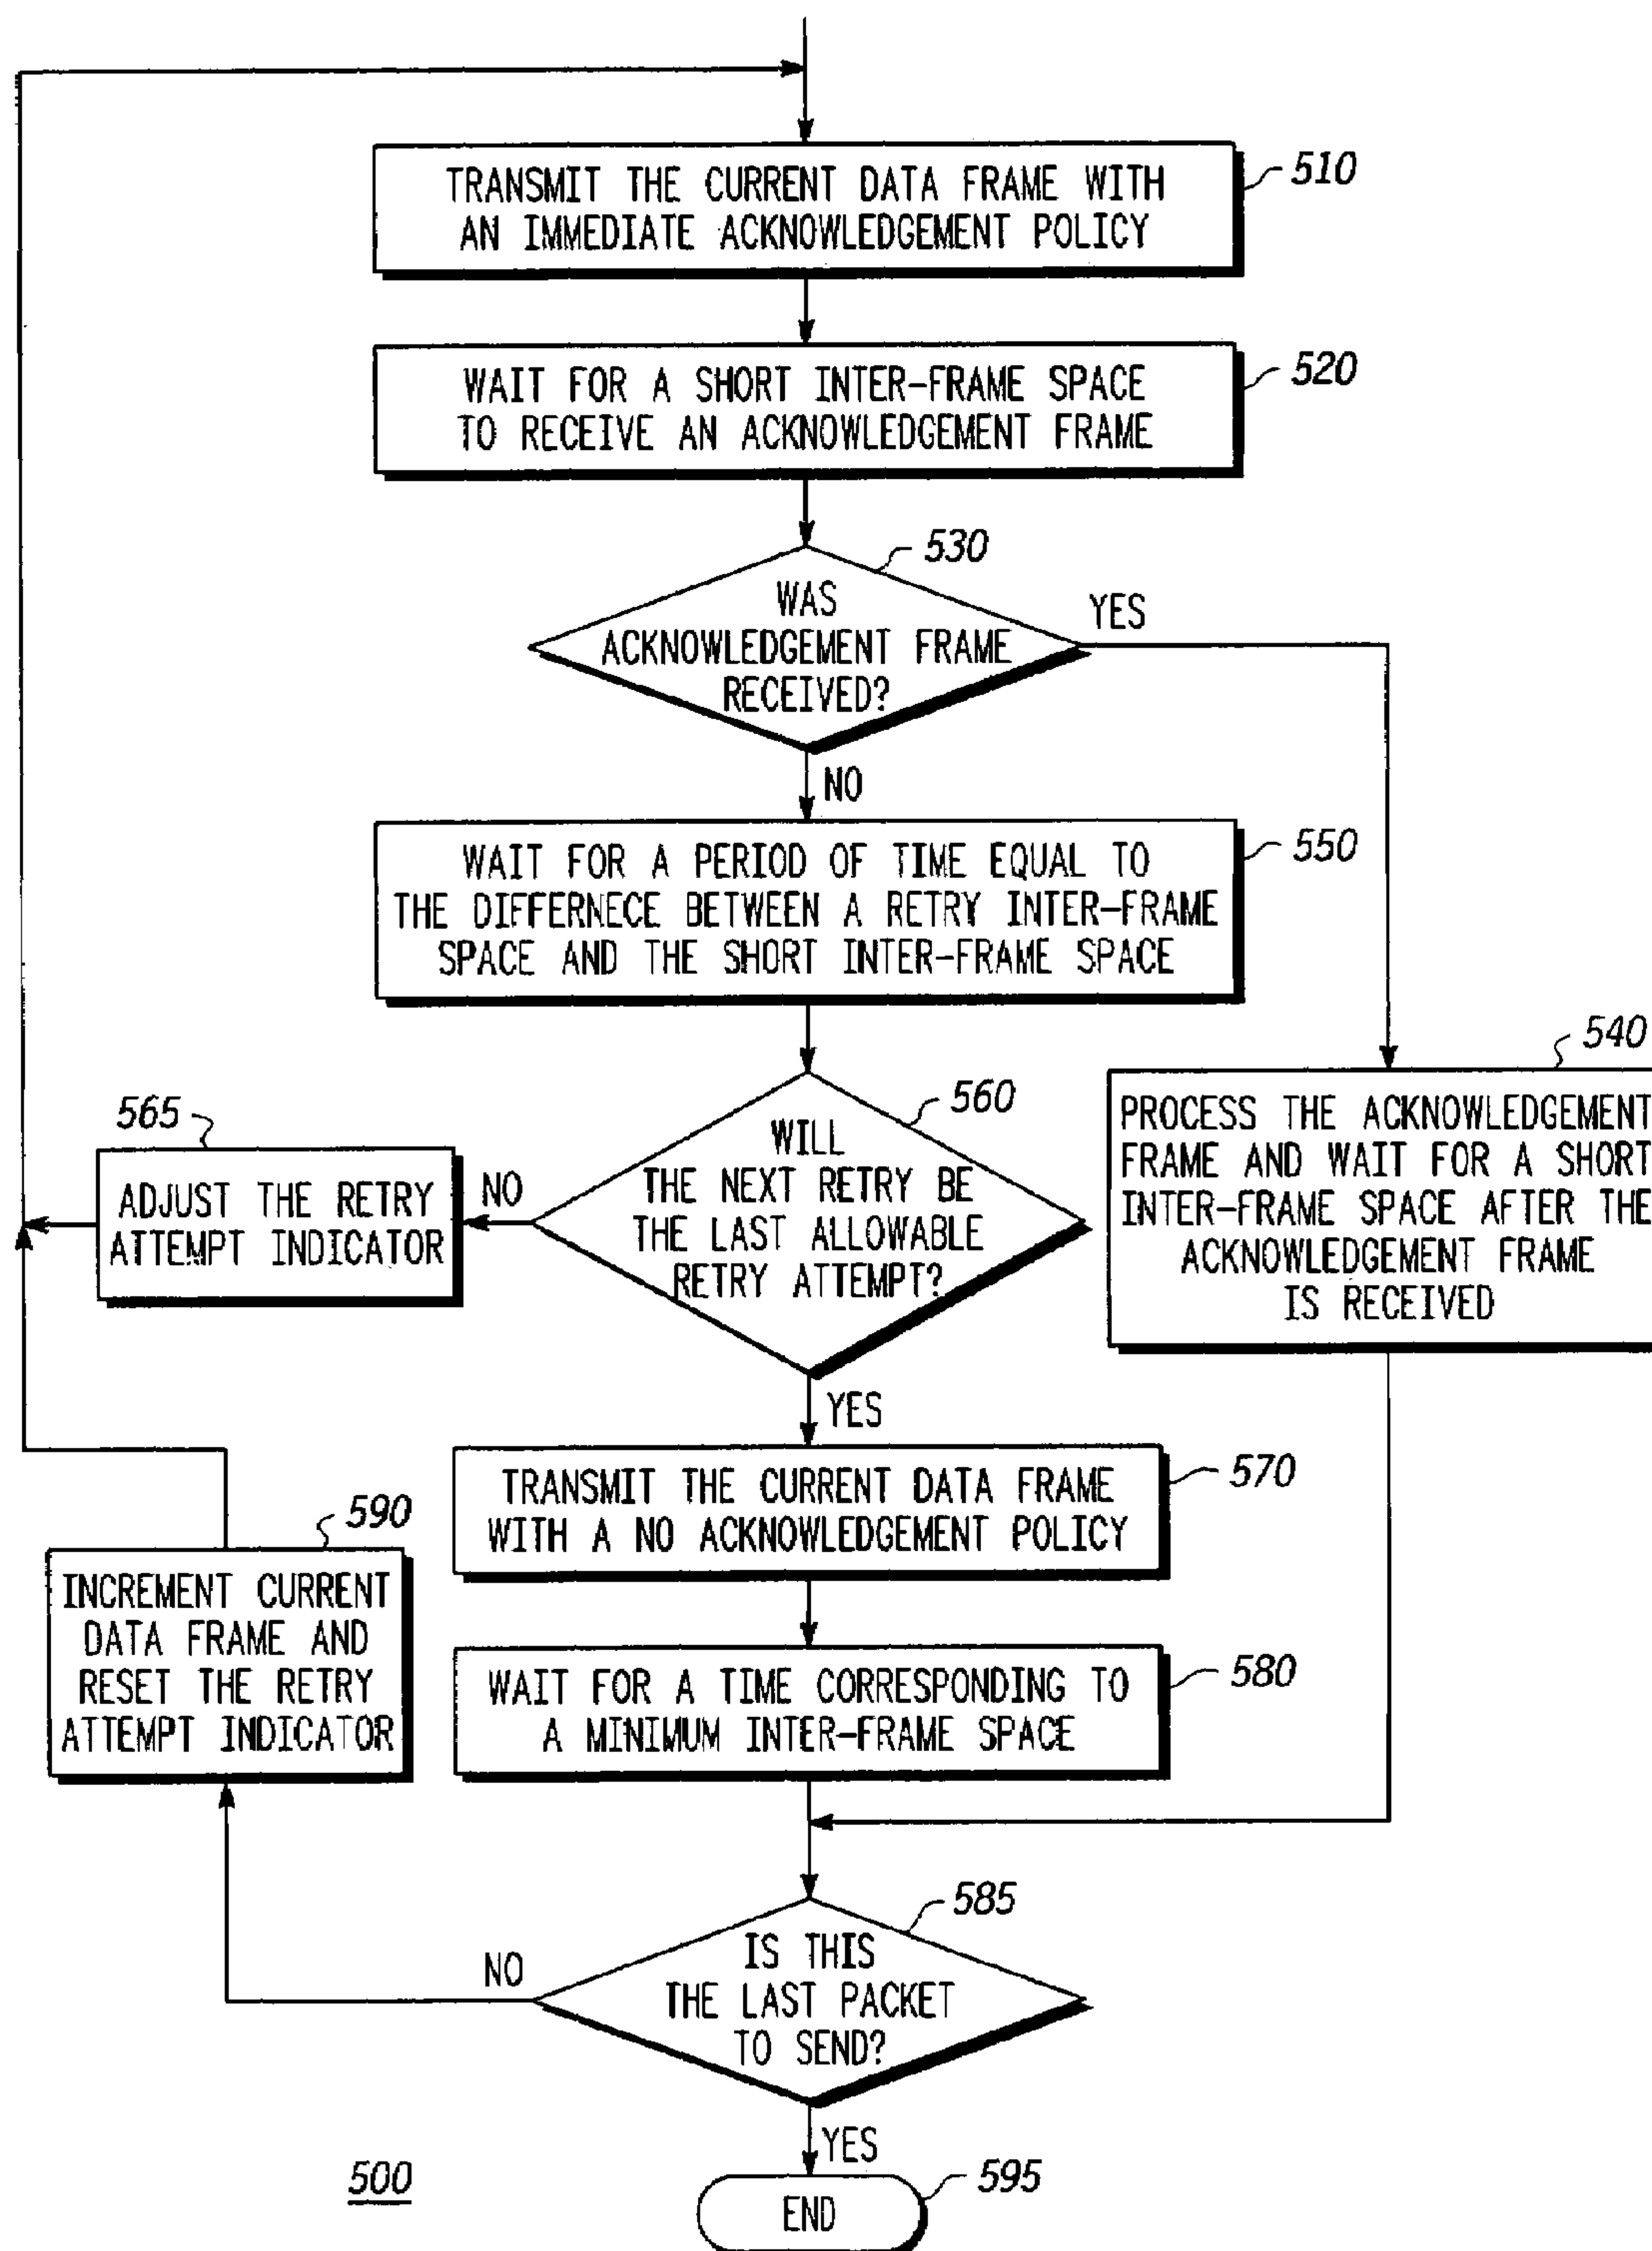 TRANSMIT THE CURRENT DATA FRAME WITH
AN IMMEDIATE ACKNOWLEDGEMENT POLICY
510
WAIT FOR A SHORT INTER-FRAME SPACE
TO RECEIVE AN ACKNOWLEDGEMENT FRAME
520
530
WAS
ACKNOWLEDGEMENT FRAME
RECEIVED?
YES
NO
WAIT FOR A PERIOD OF TIME EQUAL TO
THE DIFFERNECE BETWEEN A RETRY INTER-FRAME
SPACE AND THE SHORT INTER-FRAME SPACE
550
540
PROCESS THE ACKNOWLEDGEMENT
FRAME AND WAIT FOR A SHORT
INTER-FRAME SPACE AFTER THE
ACKNOWLEDGEMENT FRAME
IS RECEIVED
560
WILL
THE NEXT RETRY BE
THE LAST ALLOWABLE
RETRY ATTEMPT?
NO
565
ADJUST THE RETRY
ATTEMPT INDICATOR
YES
TRANSMIT THE CURRENT DATA FRAME
WITH A NO ACKNOWLEDGEMENT POLICY
570
590
INCREMENT CURRENT
DATA FRAME AND
RESET THE RETRY
ATTEMPT INDICATOR
WAIT FOR A TIME CORRESPONDING TO
A MINIMUM INTER-FRAME SPACE
580
585
IS THIS
THE LAST PACKET
TO SEND?
NO
YES
500
END
595